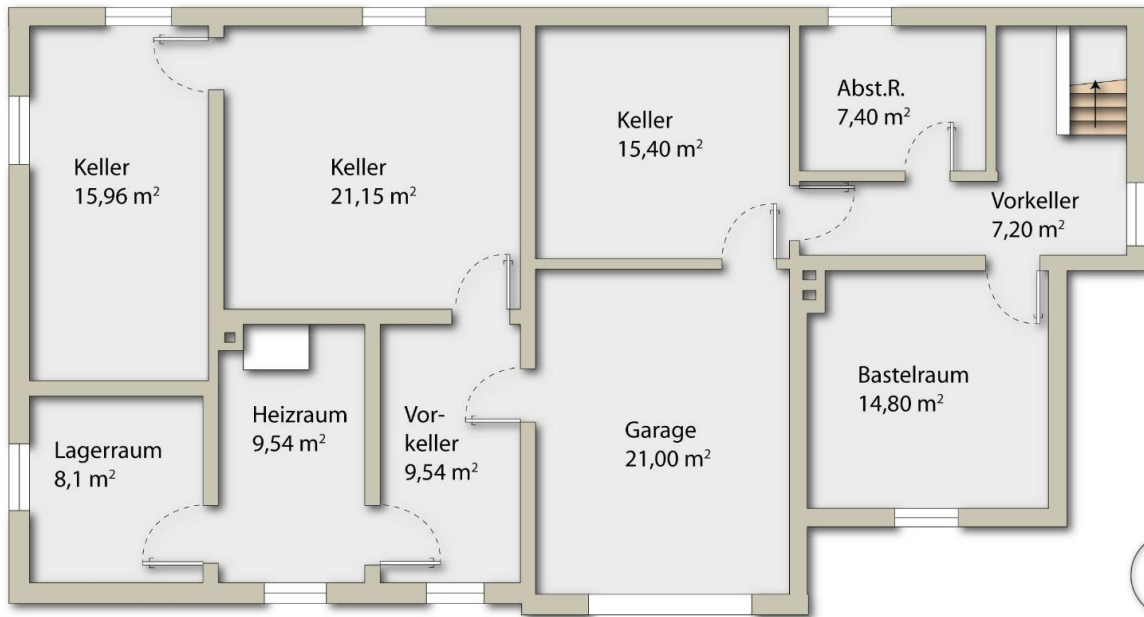 Keller
15,96 m²
Keller
21,15 m²
Keller
15,40 m²
Abst.R.
7,40 m²
Vorkeller
7,20 m²
Lagerraum
8,1 m²
Heizraum
9,54 m²
Vor-
keller
9,54 m²
Garage
21,00 m²
Bastelraum
14,80 m²